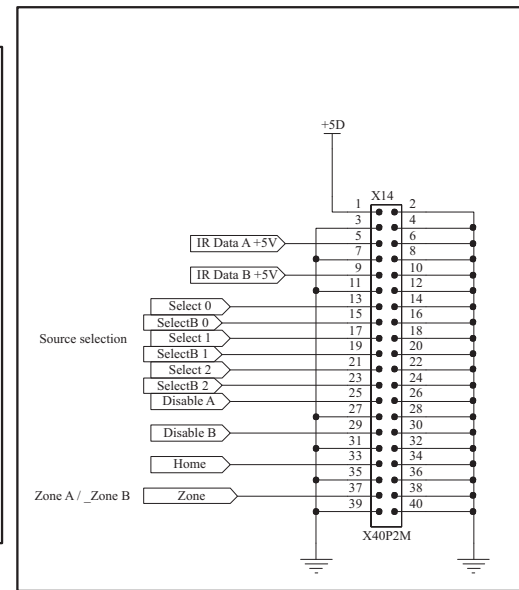 +5D
X14
1 2
3 4
IR Data A +5V 5 6
7 8
IR Data B +5V 9 10
11 12
Select 0 13 14
SelectB 0 15 16
Source selection Select 1 17 18
SelectB 1 19 20
Select 2 21 22
SelectB 2 23 24
Disable A 25 26
27 28
Disable B 29 30
31 32
Home 33 34
35 36
Zone A / _Zone B Zone 37 38
39 40
X40P2M